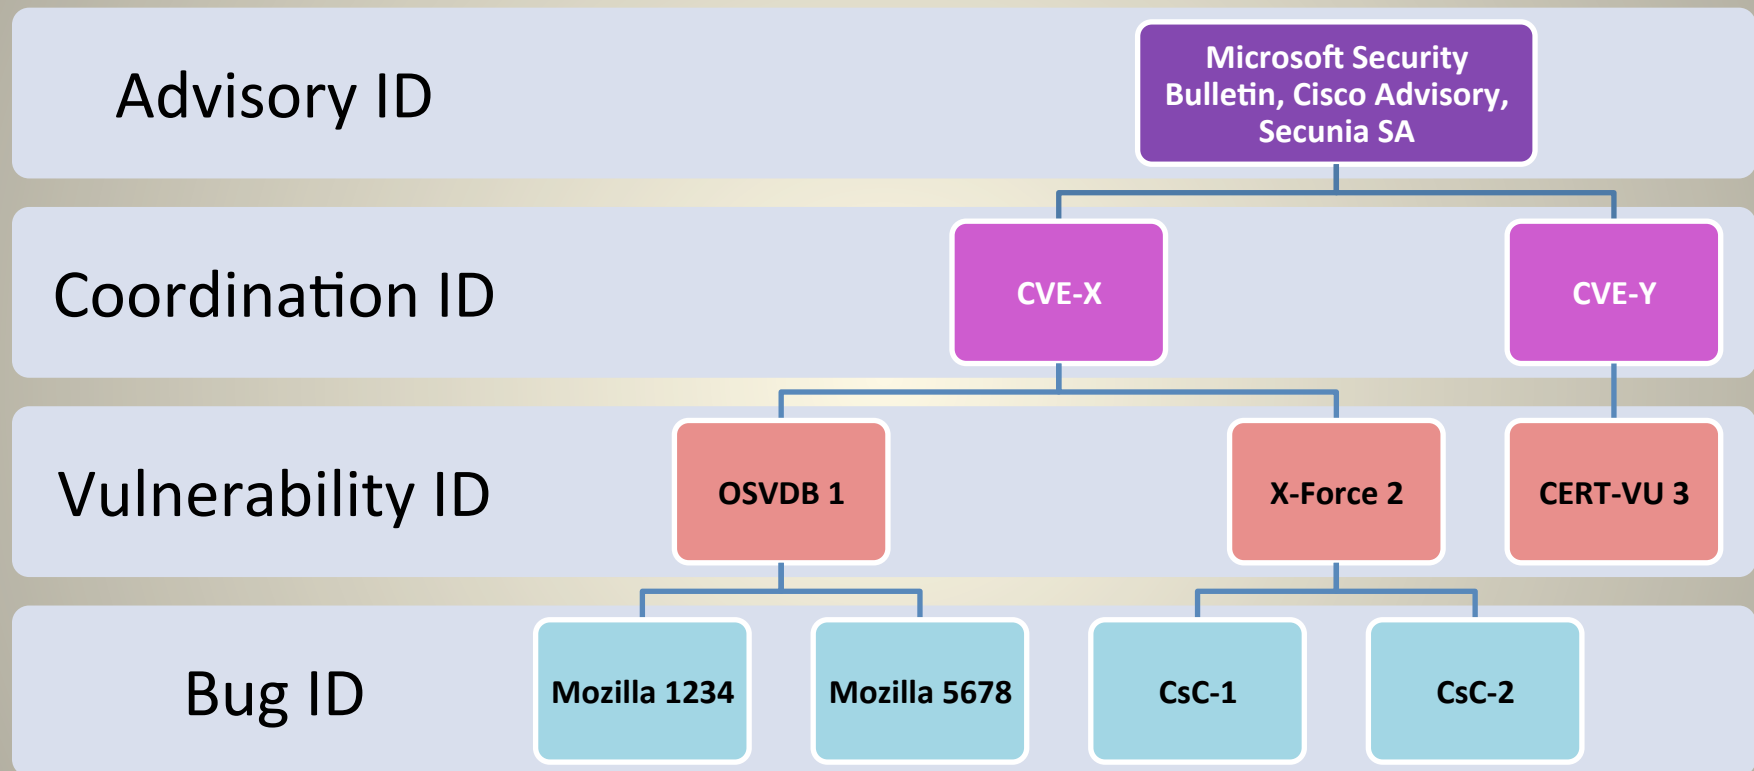 Advisory ID
Microsoft Security
Bulletin, Cisco Advisory,
Secunia SA
Coordination ID
CVE-X
CVE-Y
Vulnerability ID
OSVDB 1
X-Force 2
CERT-VU 3
Bug ID
Mozilla 1234
Mozilla 5678
CsC-1
CsC-2